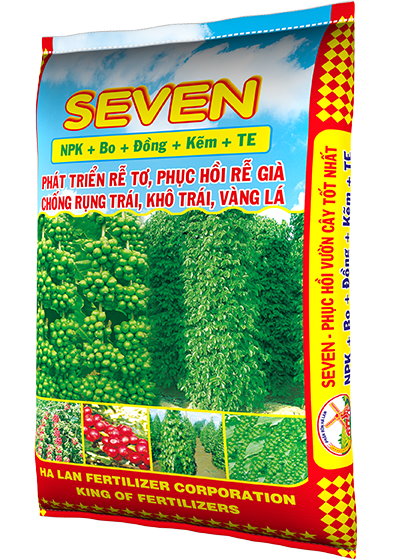 SEVEN
NPK + Bo + Đồng + Kẽm + TE
PHÁT TRIỂN RỄ TƠ, PHỤC HỒI RỄ GIÀ
CHỐNG RỤNG TRÁI, KHÔ TRÁI, VÀNG LÁ
HA LAN FERTILIZER CORPORATION
KING OF FERTILIZERS
SEVEN - PHỤC HỒI VƯỜN CÂY TỐT NHẤT
NPK + Bo + Đồng + Kẽm + TE